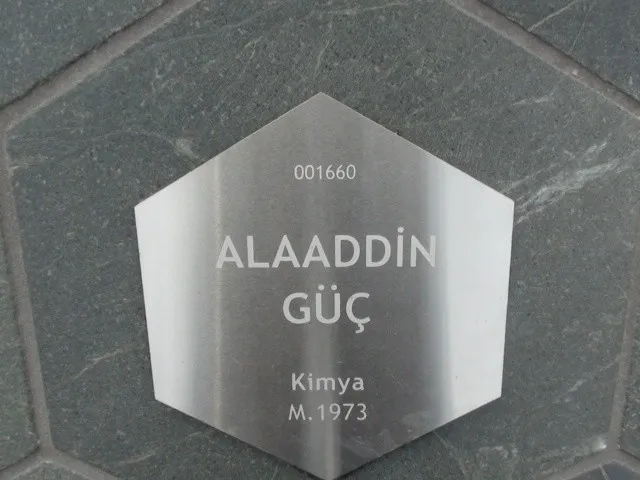 001660
ALAADDİN
GÜÇ
Kimya
M.1973